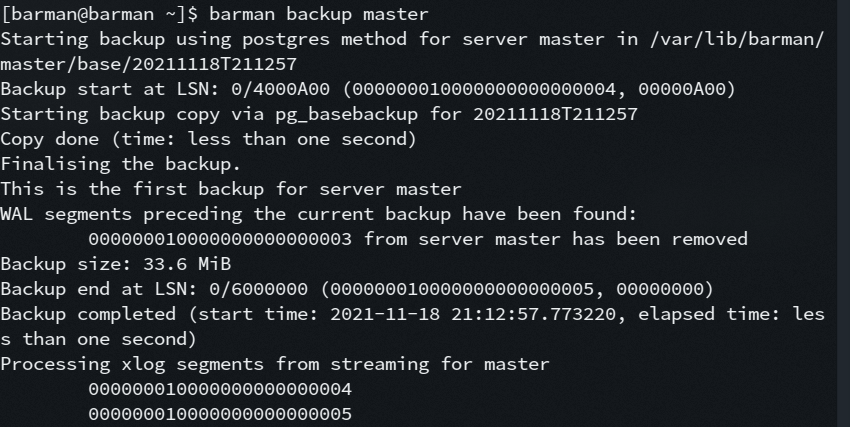 [barman@barman ~]$ barman backup master
Starting backup using postgres method for server master in /var/lib/barman/
master/base/20211118T211257
Backup start at LSN: 0/4000A00 (000000010000000000000004, 00000A00)
Starting backup copy via pg_basebackup for 20211118T211257
Copy done (time: less than one second)
Finalising the backup.
This is the first backup for server master
WAL segments preceding the current backup have been found:
        000000010000000000000003 from server master has been removed
Backup size: 33.6 MiB
Backup end at LSN: 0/6000000 (000000010000000000000005, 00000000)
Backup completed (start time: 2021-11-18 21:12:57.773220, elapsed time: les
s than one second)
Processing xlog segments from streaming for master
        000000010000000000000004
        000000010000000000000005